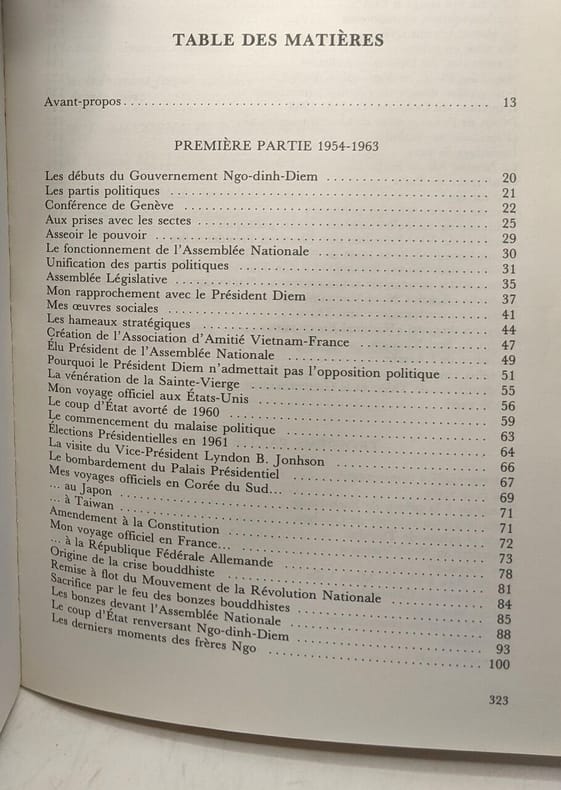 TABLE DES MATIÈRES
Avant-propos ........ 13
PREMIÈRE PARTIE 1954-1963
Les débuts du Gouvernement Ngo-dinh-Diem ........ 20
Les partis politiques ........ 21
Conférence de Genève ........ 22
Aux prises avec les sectes ........ 25
Asseoir le pouvoir ........ 29
Le fonctionnement de l'Assemblée Nationale ........ 30
Unification des partis politiques ........ 31
Assemblée Législative ........ 35
Mon rapprochement avec le Président Diem ........ 37
Mes œuvres sociales ........ 41
Les hameaux stratégiques ........ 44
Création de l'Association d'Amitié Vietnam-France ........ 47
Élu Président de l'Assemblée Nationale ........ 49
Pourquoi le Président Diem n'admettait pas l'opposition politique ........ 51
La vénération de la Sainte-Vierge ........ 55
Mon voyage officiel aux États-Unis ........ 56
Le coup d'État avorté de 1960 ........ 59
Le commencement du malaise politique ........ 63
Élections Présidentielles en 1961 ........ 64
La visite du Vice-Président Lyndon B. Jonhson ........ 66
Le bombardement du Palais Présidentiel ........ 67
Mes voyages officiels en Corée du Sud... ........ 69
... au Japon ........ 71
... à Taiwan ........ 71
Amendement à la Constitution ........ 72
Mon voyage officiel en France... ........ 73
... à la République Fédérale Allemande ........ 78
Origine de la crise bouddhiste ........ 81
Remise à flot du Mouvement de la Révolution Nationale ........ 84
Sacrifice par le feu des bonzes bouddhistes ........ 85
Les bonzes devant l'Assemblée Nationale ........ 88
Le coup d'État renversant Ngo-dinh-Diem ........ 93
Les derniers moments des frères Ngo ........ 100
323